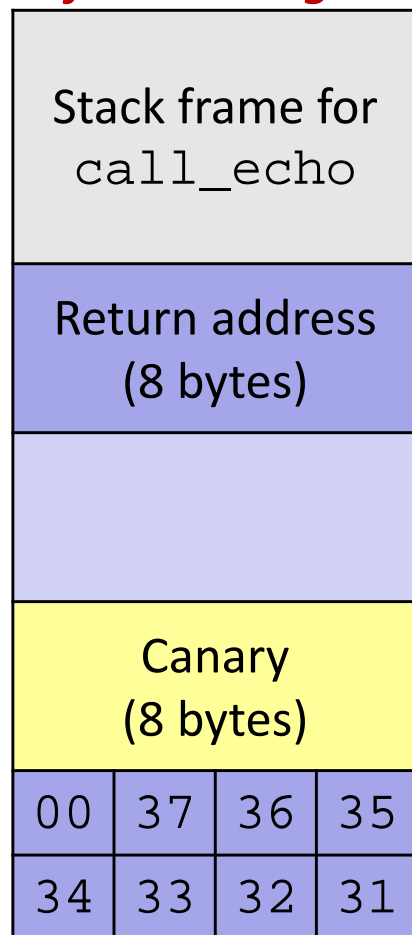 Stack frame for
call_echo
Return address
(8 bytes)
Canary
(8 bytes)
00 37 36 35
34 33 32 31